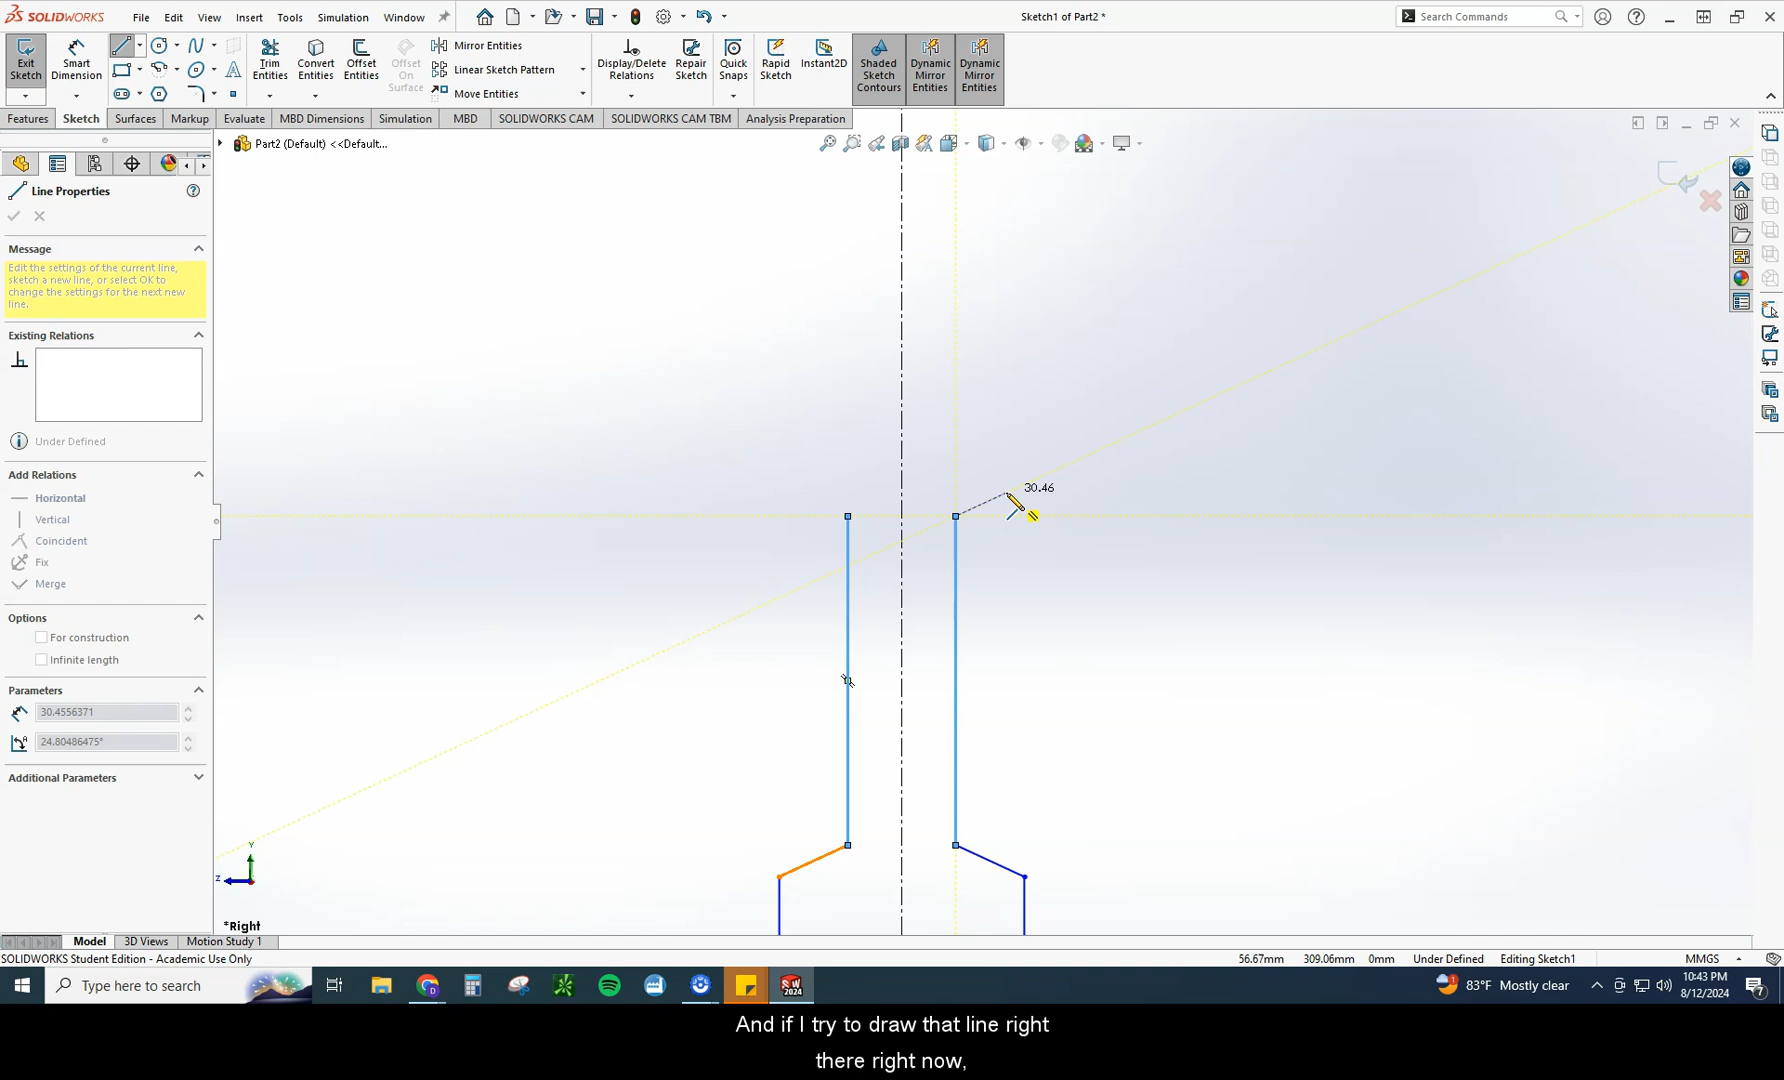 SOLIDWORKS
File
Edit
View
Insert
Tools
Simulation
Window
Sketch1 of Part2 *
Search Commands
Exit
Sketch
Smart
Dimension
Trim
Entities
Convert
Entities
Offset
Entities
Offset
On
Surface
Mirror Entities
Linear Sketch Pattern
Move Entities
Display/Delete
Relations
Repair
Sketch
Quick
Snaps
Rapid
Sketch
Instant2D
Shaded
Sketch
Contours
Dynamic
Mirror
Entities
Dynamic
Mirror
Entities
Features
Sketch
Surfaces
Markup
Evaluate
MBD Dimensions
Simulation
MBD
SOLIDWORKS CAM
SOLIDWORKS CAM TBM
Analysis Preparation
Part2 (Default) <<Default...
Line Properties
Message
Edit the settings of the current line,
sketch a new line, or select OK to
change the settings for the next new
line.
Existing Relations
Under Defined
Add Relations
Horizontal
Vertical
Coincident
Fix
Merge
Options
For construction
Infinite length
Parameters
30.4556371
24.80486475°
Additional Parameters
30.46
Y
Z
*Right
Model
3D Views
Motion Study 1
SOLIDWORKS Student Edition - Academic Use Only
56.67mm
309.06mm
0mm
Under Defined
Editing Sketch1
MMGS
Type here to search
SW
2024
83°F Mostly clear
10:43 PM
8/12/2024
7
And if I try to draw that line right
there right now,